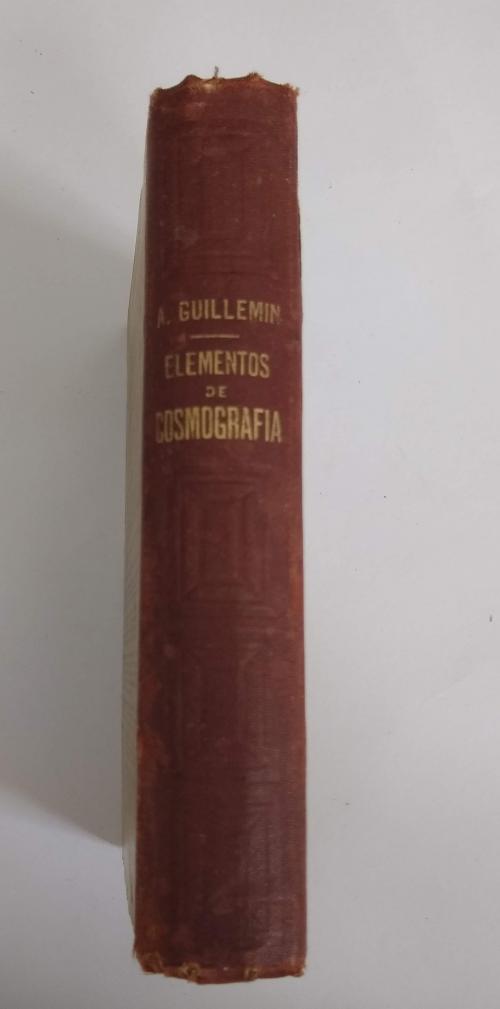 A. GUILLEMIN
ELEMENTOS
DE
COSMOGRAFIA